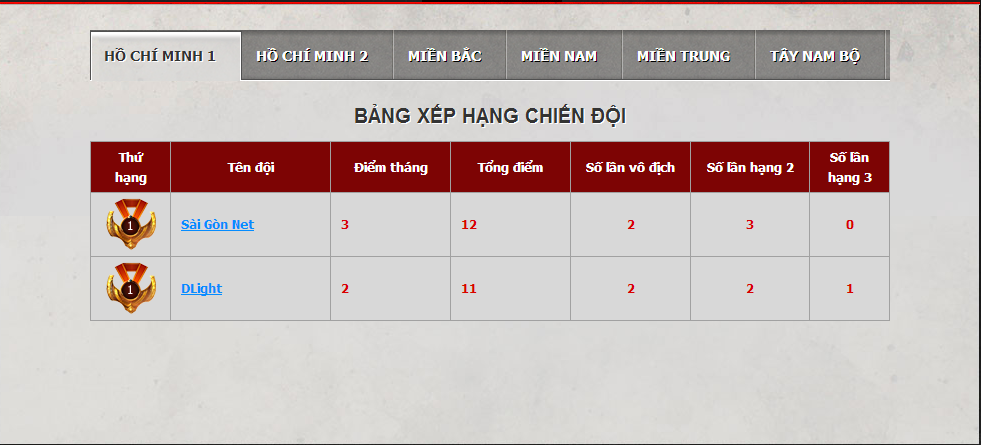 HỒ CHÍ MINH 1 HỒ CHÍ MINH 2 MIỀN BẮC MIỀN NAM MIỀN TRUNG TÂY NAM BỘ
BẢNG XẾP HẠNG CHIẾN ĐỘI
Thứ hạng Tên đội Điểm tháng Tổng điểm Số lần vô địch Số lần hạng 2 Số lần hạng 3
1 Sài Gòn Net 3 12 2 3 0
1 DLight 2 11 2 2 1